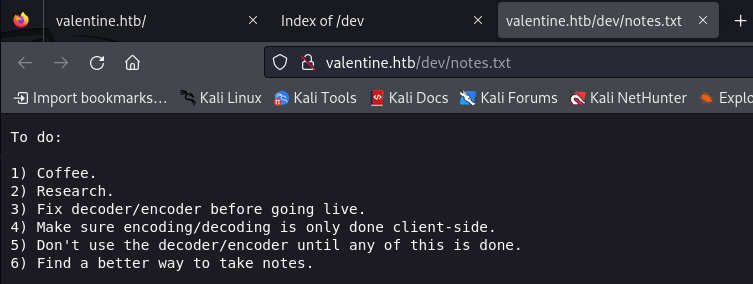 valentine.htb/
Index of /dev
valentine.htb/dev/notes.txt
valentine.htb/dev/notes.txt
Import bookmarks…
Kali Linux
Kali Tools
Kali Docs
Kali Forums
Kali NetHunter
Explo
To do:
1) Coffee.
2) Research.
3) Fix decoder/encoder before going live.
4) Make sure encoding/decoding is only done client-side.
5) Don't use the decoder/encoder until any of this is done.
6) Find a better way to take notes.